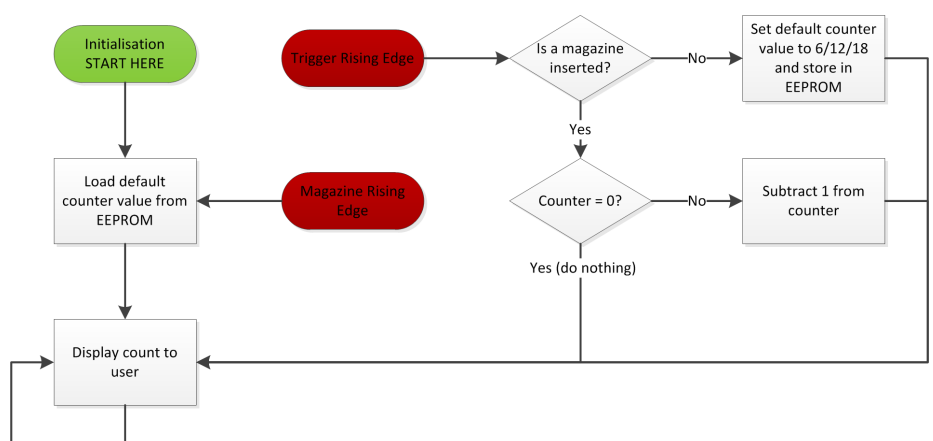 Initialisation
START HERE
Trigger Rising Edge
Is a magazine
inserted?
No
Set default counter
value to 6/12/18
and store in
EEPROM
Yes
Load default
counter value from
EEPROM
Magazine Rising
Edge
Counter = 0?
No
Subtract 1 from
counter
Yes (do nothing)
Display count to
user